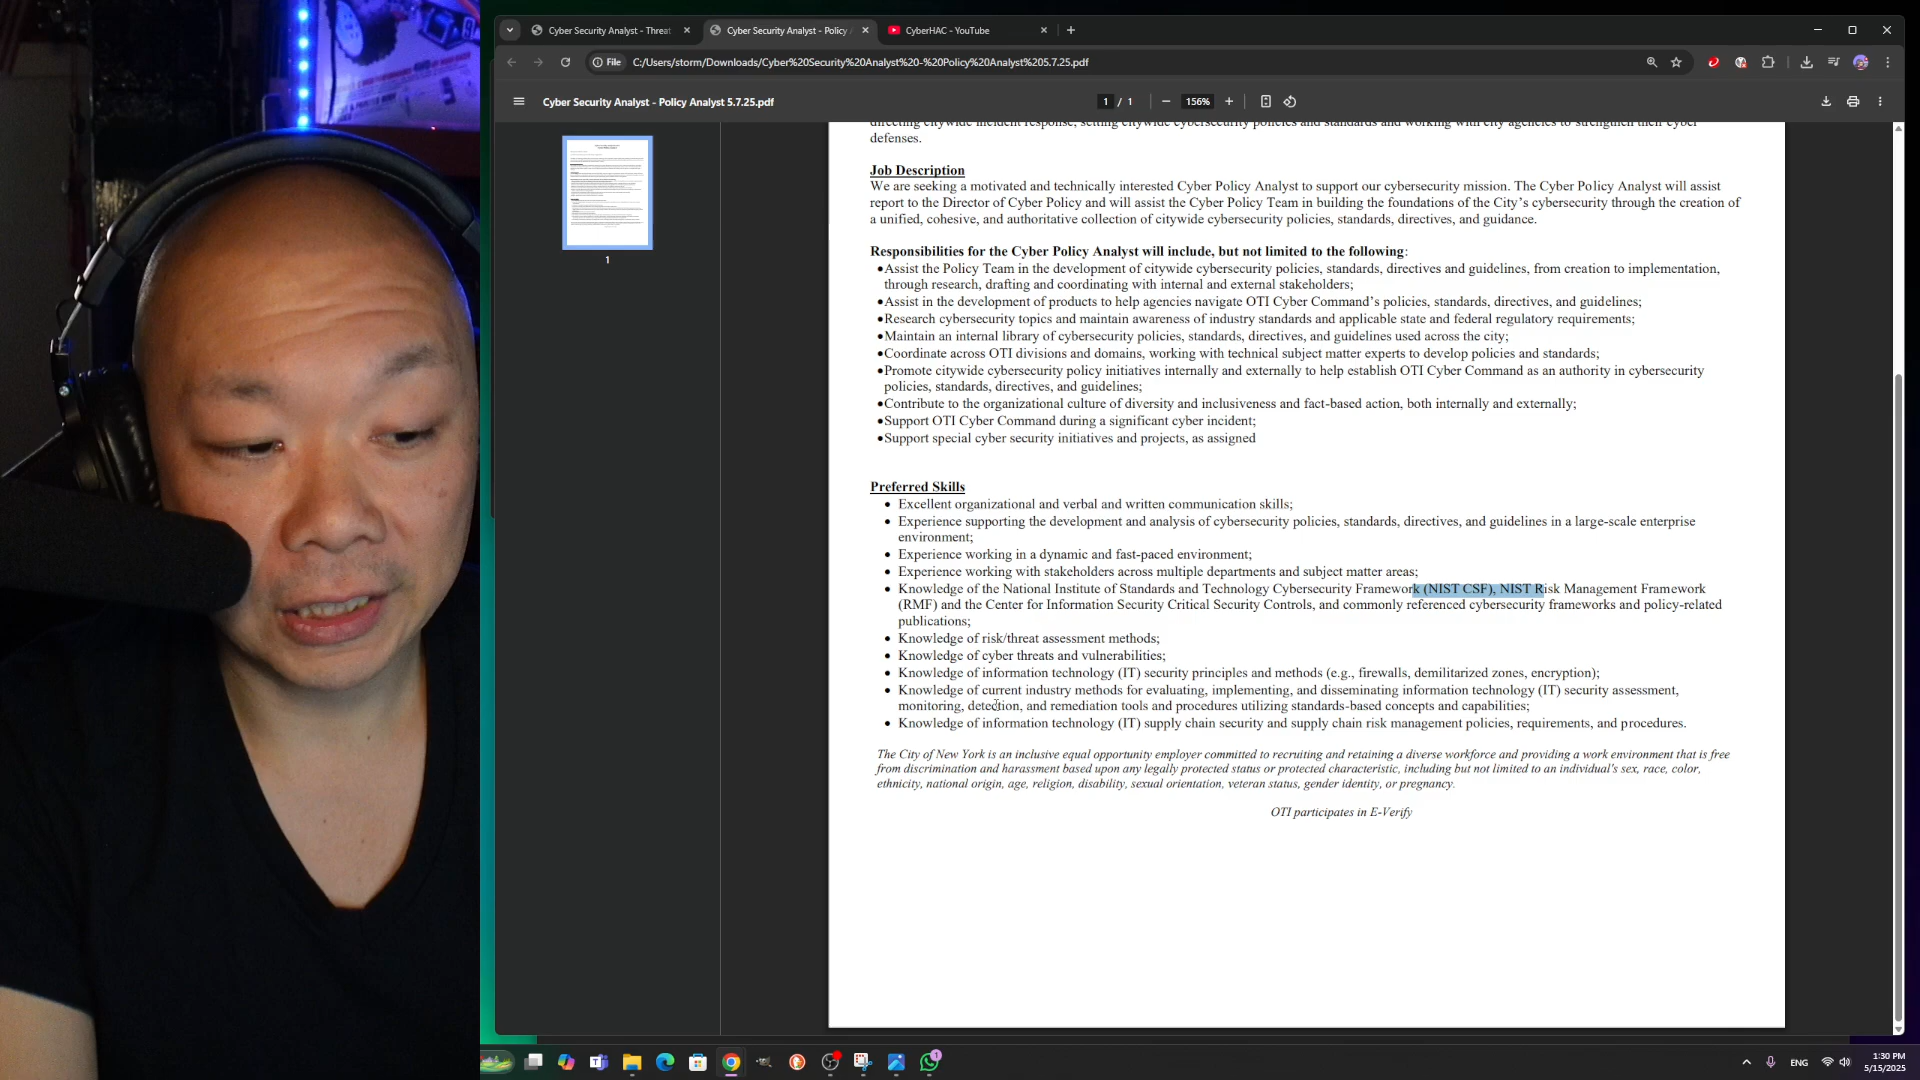 Cyber Security Analyst - Threat
Cyber Security Analyst - Policy
CyberHAC - YouTube
File
C:/Users/storm/Downloads/Cyber%20Security%20Analyst%20-%20Policy%20Analyst%205.7.25.pdf
Cyber Security Analyst - Policy Analyst 5.7.25.pdf
1 / 1
156%
1
directing citywide incident response, setting citywide cybersecurity policies and standards and working with city agencies to strengthen their cyber
defenses.
Job Description
We are seeking a motivated and technically interested Cyber Policy Analyst to support our cybersecurity mission. The Cyber Policy Analyst will assist
report to the Director of Cyber Policy and will assist the Cyber Policy Team in building the foundations of the City's cybersecurity through the creation of
a unified, cohesive, and authoritative collection of citywide cybersecurity policies, standards, directives, and guidance.
Responsibilities for the Cyber Policy Analyst will include, but not limited to the following:
•Assist the Policy Team in the development of citywide cybersecurity policies, standards, directives and guidelines, from creation to implementation,
through research, drafting and coordinating with internal and external stakeholders;
•Assist in the development of products to help agencies navigate OTI Cyber Command's policies, standards, directives, and guidelines;
•Research cybersecurity topics and maintain awareness of industry standards and applicable state and federal regulatory requirements;
•Maintain an internal library of cybersecurity policies, standards, directives, and guidelines used across the city;
•Coordinate across OTI divisions and domains, working with technical subject matter experts to develop policies and standards;
•Promote citywide cybersecurity policy initiatives internally and externally to help establish OTI Cyber Command as an authority in cybersecurity
policies, standards, directives, and guidelines;
•Contribute to the organizational culture of diversity and inclusiveness and fact-based action, both internally and externally;
•Support OTI Cyber Command during a significant cyber incident;
•Support special cyber security initiatives and projects, as assigned
Preferred Skills
• Excellent organizational and verbal and written communication skills;
• Experience supporting the development and analysis of cybersecurity policies, standards, directives, and guidelines in a large-scale enterprise
environment;
• Experience working in a dynamic and fast-paced environment;
• Experience working with stakeholders across multiple departments and subject matter areas;
• Knowledge of the National Institute of Standards and Technology Cybersecurity Framework (NIST CSF), NIST Risk Management Framework
(RMF) and the Center for Information Security Critical Security Controls, and commonly referenced cybersecurity frameworks and policy-related
publications;
• Knowledge of risk/threat assessment methods;
• Knowledge of cyber threats and vulnerabilities;
• Knowledge of information technology (IT) security principles and methods (e.g., firewalls, demilitarized zones, encryption);
• Knowledge of current industry methods for evaluating, implementing, and disseminating information technology (IT) security assessment,
monitoring, detection, and remediation tools and procedures utilizing standards-based concepts and capabilities;
• Knowledge of information technology (IT) supply chain security and supply chain risk management policies, requirements, and procedures.
The City of New York is an inclusive equal opportunity employer committed to recruiting and retaining a diverse workforce and providing a work environment that is free
from discrimination and harassment based upon any legally protected status or protected characteristic, including but not limited to an individual's sex, race, color,
ethnicity, national origin, age, religion, disability, sexual orientation, veteran status, gender identity, or pregnancy.
OTI participates in E-Verify
1
ENG
1:30 PM
5/15/2025